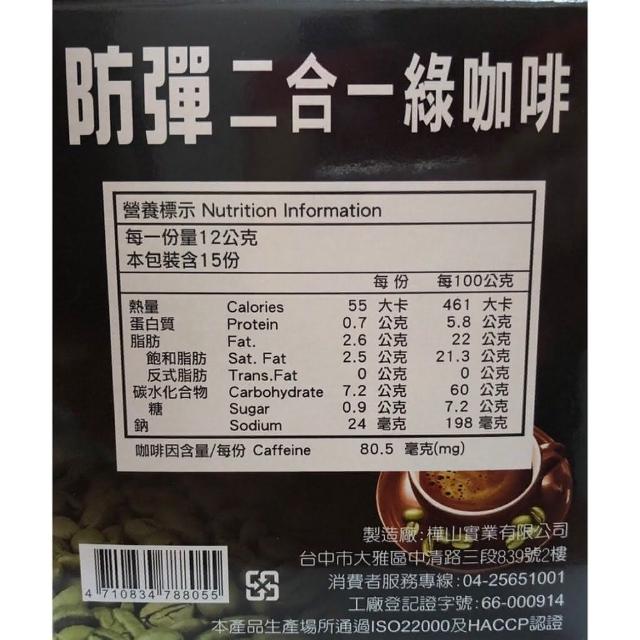 防彈二合一綠咖啡
營養標示 Nutrition Information
每一份量12公克
本包裝含15份
每 份 每100公克
熱量 Calories 55 大卡 461 大卡
蛋白質 Protein 0.7 公克 5.8 公克
脂肪 Fat. 2.6 公克 22 公克
飽和脂肪 Sat. Fat 2.5 公克 21.3 公克
反式脂肪 Trans.Fat 0 公克 0 公克
碳水化合物 Carbohydrate 7.2 公克 60 公克
糖 Sugar 0.9 公克 7.2 公克
鈉 Sodium 24 毫克 198 毫克
咖啡因含量/每份 Caffeine 80.5 毫克(mg)
製造廠:樺山實業有限公司
台中市大雅區中清路三段839號2樓
消費者服務專線:04-25651001
工廠登記證字號:66-000914
本產品生產場所通過ISO22000及HACCP認證
4 710834 788055